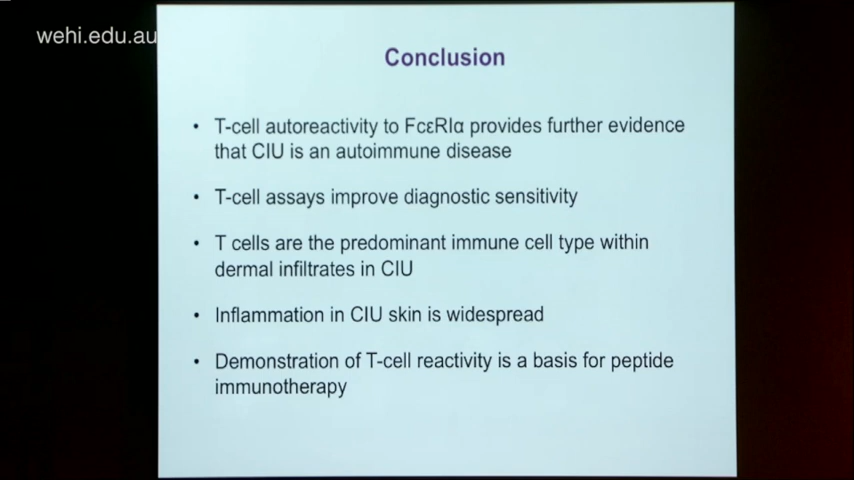 wehi.edu.au
Conclusion
• T-cell autoreactivity to FcεRIα provides further evidence
that CIU is an autoimmune disease
• T-cell assays improve diagnostic sensitivity
• T cells are the predominant immune cell type within
dermal infiltrates in CIU
• Inflammation in CIU skin is widespread
• Demonstration of T-cell reactivity is a basis for peptide
immunotherapy